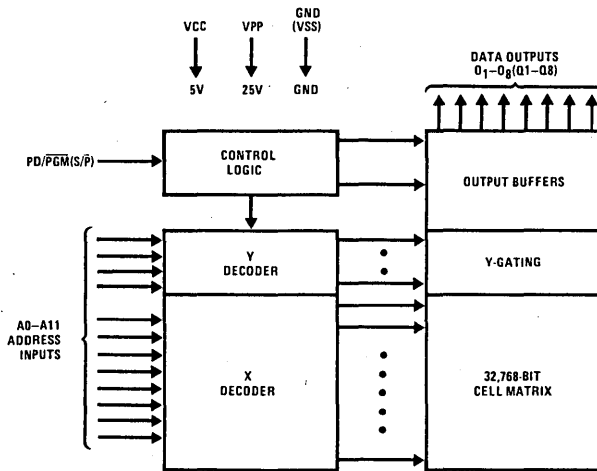 VCC
VPP
GND
(VSS)
5V
25V
GND
DATA OUTPUTS
O1–O8(Q1–Q8)
PD/PGM(S/P)
CONTROL
LOGIC
OUTPUT BUFFERS
Y
DECODER
Y-GATING
A0–A11
ADDRESS
INPUTS
X
DECODER
32,768-BIT
CELL MATRIX